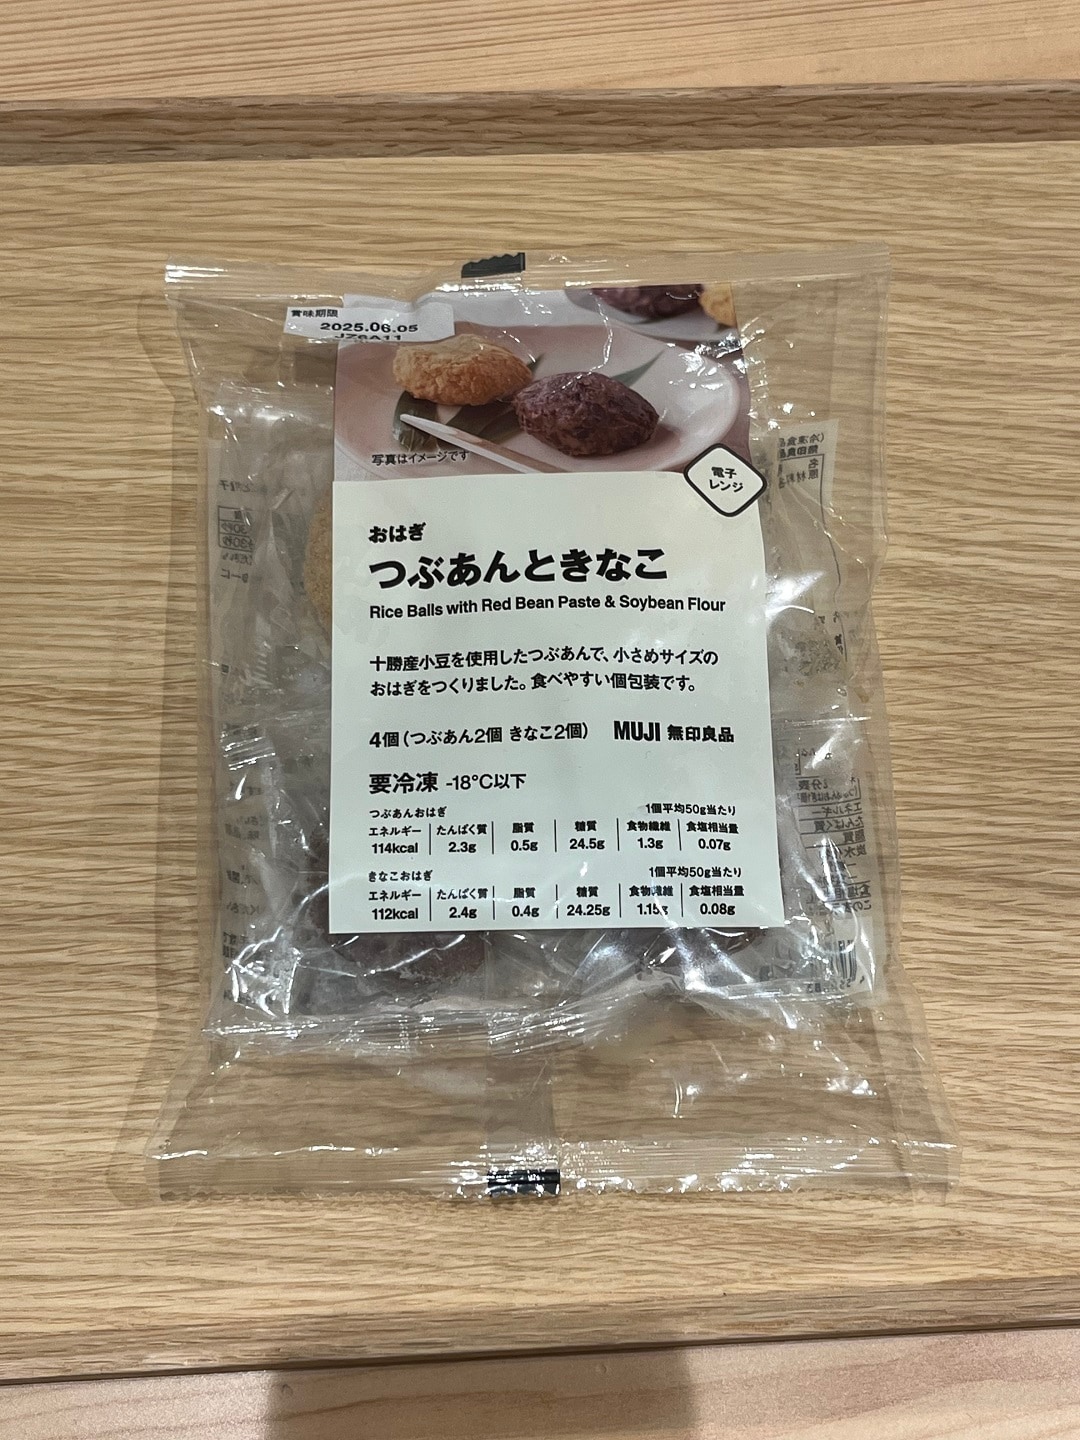 賞味期限
2025.06.05
JZ6A11
写真はイメージです
電子
レンジ
おはぎ
つぶあんときなこ
Rice Balls with Red Bean Paste & Soybean Flour
十勝産小豆を使用したつぶあんで、小さめサイズの
おはぎをつくりました。食べやすい個包装です。
4個(つぶあん2個 きなこ2個) MUJI 無印良品
要冷凍 -18℃以下
つぶあんおはぎ 1個平均50g当たり
エネルギー たんぱく質 脂質 糖質 食物繊維 食塩相当量
114kcal 2.3g 0.5g 24.5g 1.3g 0.07g
きなこおはぎ 1個平均50g当たり
エネルギー たんぱく質 脂質 糖質 食物繊維 食塩相当量
112kcal 2.4g 0.4g 24.25g 1.15g 0.08g